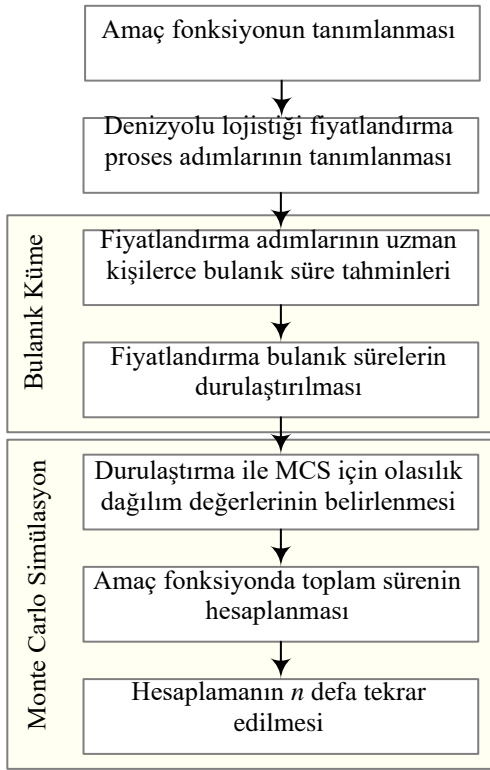 Amaç fonksiyonun tanımlanması
Denizyolu lojistiği fiyatlandırma
proses adımlarının tanımlanması
Bulanık Küme
Fiyatlandırma adımlarının uzman
kişilerce bulanık süre tahminleri
Fiyatlandırma bulanık sürelerin
durulaştırılması
Monte Carlo Simülasyon
Durulaştırma ile MCS için olasılık
dağılım değerlerinin belirlenmesi
Amaç fonksiyonda toplam sürenin
hesaplanması
Hesaplamanın n defa tekrar
edilmesi